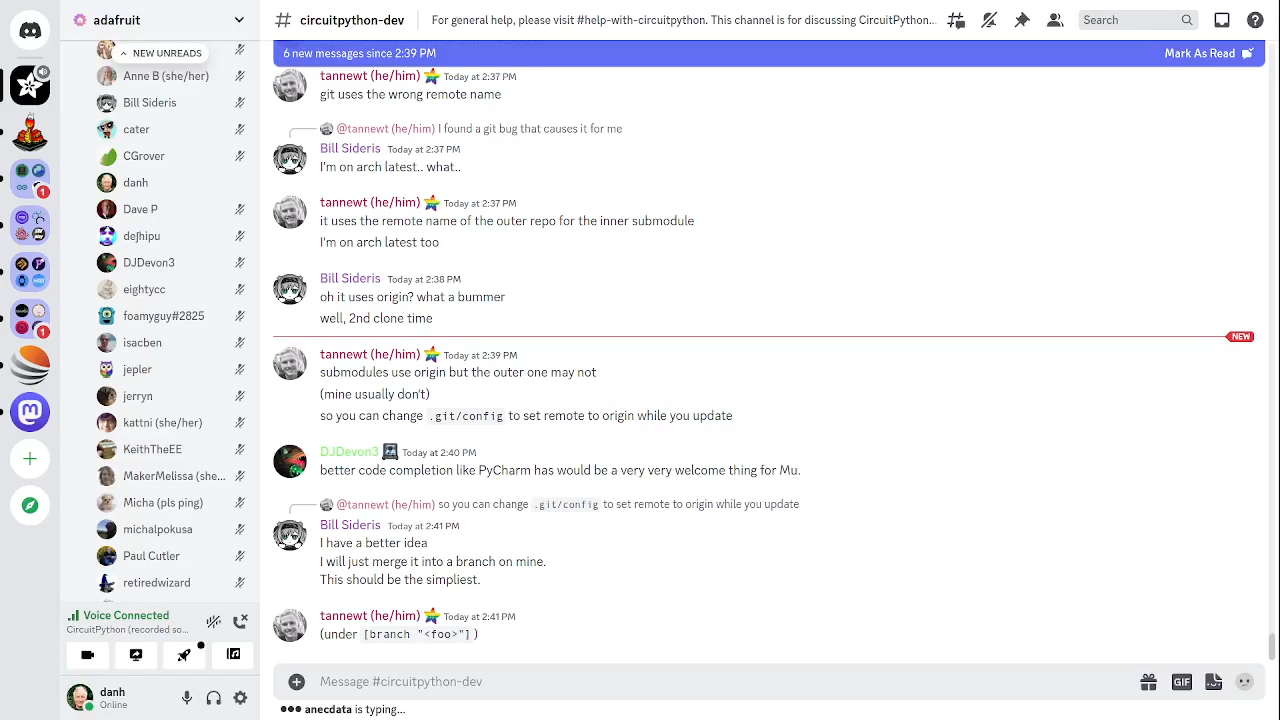 adafruit
NEW UNREADS
Anne B (she/her)
Bill Sideris
cater
CGrover
danh
Dave P
de∫hipu
DJDevon3
eightycc
foamyguy#2825
isacben
jepler
jerryn
kattni (she/her)
KeithTheEE
MakerMelissa (she...
Micha (pls ping)
michalpokusa
Paul Cutler
retiredwizard
Voice Connected
CircuitPython (recorded so...
danh
Online
1
1
circuitpython-dev
For general help, please visit #help-with-circuitpython. This channel is for discussing CircuitPython...
Search
6 new messages since 2:39 PM
Mark As Read
tannewt (he/him) Today at 2:37 PM
git uses the wrong remote name
@tannewt (he/him) I found a git bug that causes it for me
Bill Sideris Today at 2:37 PM
I'm on arch latest.. what..
tannewt (he/him) Today at 2:37 PM
it uses the remote name of the outer repo for the inner submodule
I'm on arch latest too
Bill Sideris Today at 2:38 PM
oh it uses origin? what a bummer
well, 2nd clone time
NEW
tannewt (he/him) Today at 2:39 PM
submodules use origin but the outer one may not
(mine usually don't)
so you can change .git/config to set remote to origin while you update
DJDevon3 Today at 2:40 PM
better code completion like PyCharm has would be a very very welcome thing for Mu.
@tannewt (he/him) so you can change .git/config to set remote to origin while you update
Bill Sideris Today at 2:41 PM
I have a better idea
I will just merge it into a branch on mine.
This should be the simpliest.
tannewt (he/him) Today at 2:41 PM
(under [branch "<foo>"])
Message #circuitpython-dev
GIF
anecdata is typing...